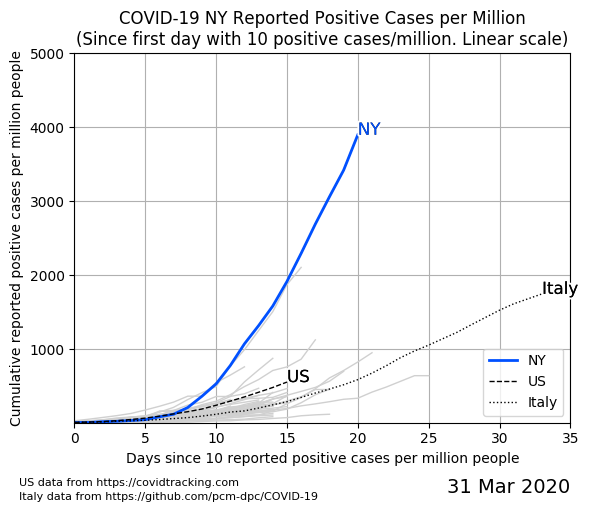 COVID-19 NY Reported Positive Cases per Million
(Since first day with 10 positive cases/million. Linear scale)
Cumulative reported positive cases per million people
5000
4000
3000
2000
1000
NY
US
Italy
NY
US
Italy
0 5 10 15 20 25 30 35
Days since 10 reported positive cases per million people
US data from https://covidtracking.com
Italy data from https://github.com/pcm-dpc/COVID-19
31 Mar 2020